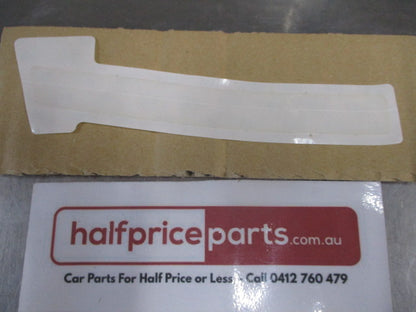 halfpriceparts.com.au
Car Parts For Half Price or Less - Call 0412 760 479